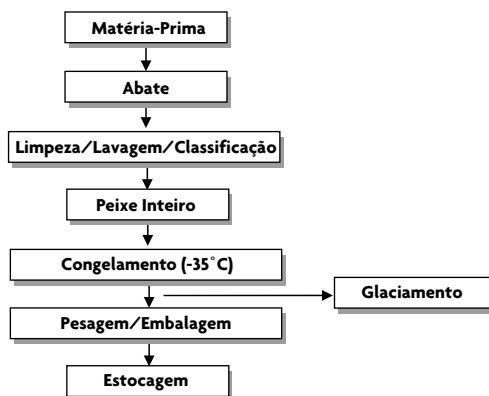 Matéria-Prima
Abate
Limpeza/Lavagem/Classificação
Peixe Inteiro
Congelamento (-35°C)
Glaciamento
Pesagem/Embalagem
Estocagem